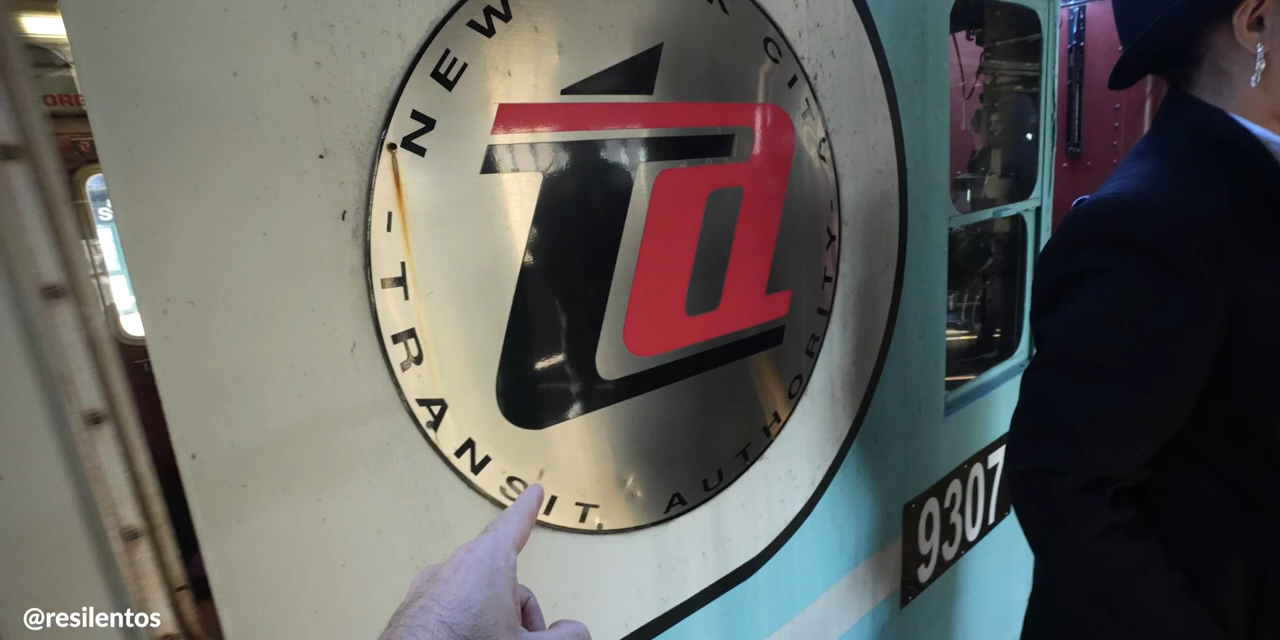 NEW YORK CITY
- TRANSIT AUTHORITY -
Ta
9307
@resilentos